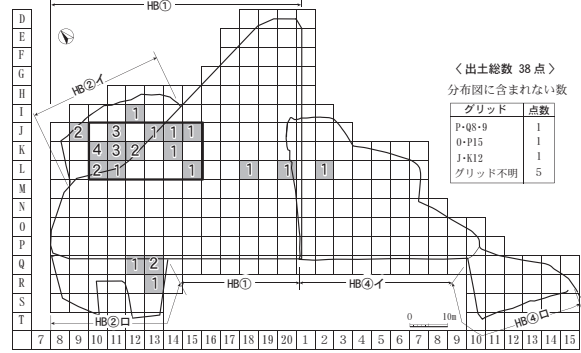 HB①
D
E
F
G
H
I
J
K
L
M
N
O
P
Q
R
S
T
HB②イ
1
2 3 1 1 1
4 3 2 1
2 1 1 1 1 1
1 2
1
〈出土総数 38点〉
分布図に含まれない数
グリッド 点数
P・Q8・9 1
O・P15 1
J・K12 1
グリッド不明 5
HB① HB④イ
HB②ロ HB④ロ
0 10m
7 8 9 10 11 12 13 14 15 16 17 18 19 20 1 2 3 4 5 6 7 8 9 10 11 12 13 14 15